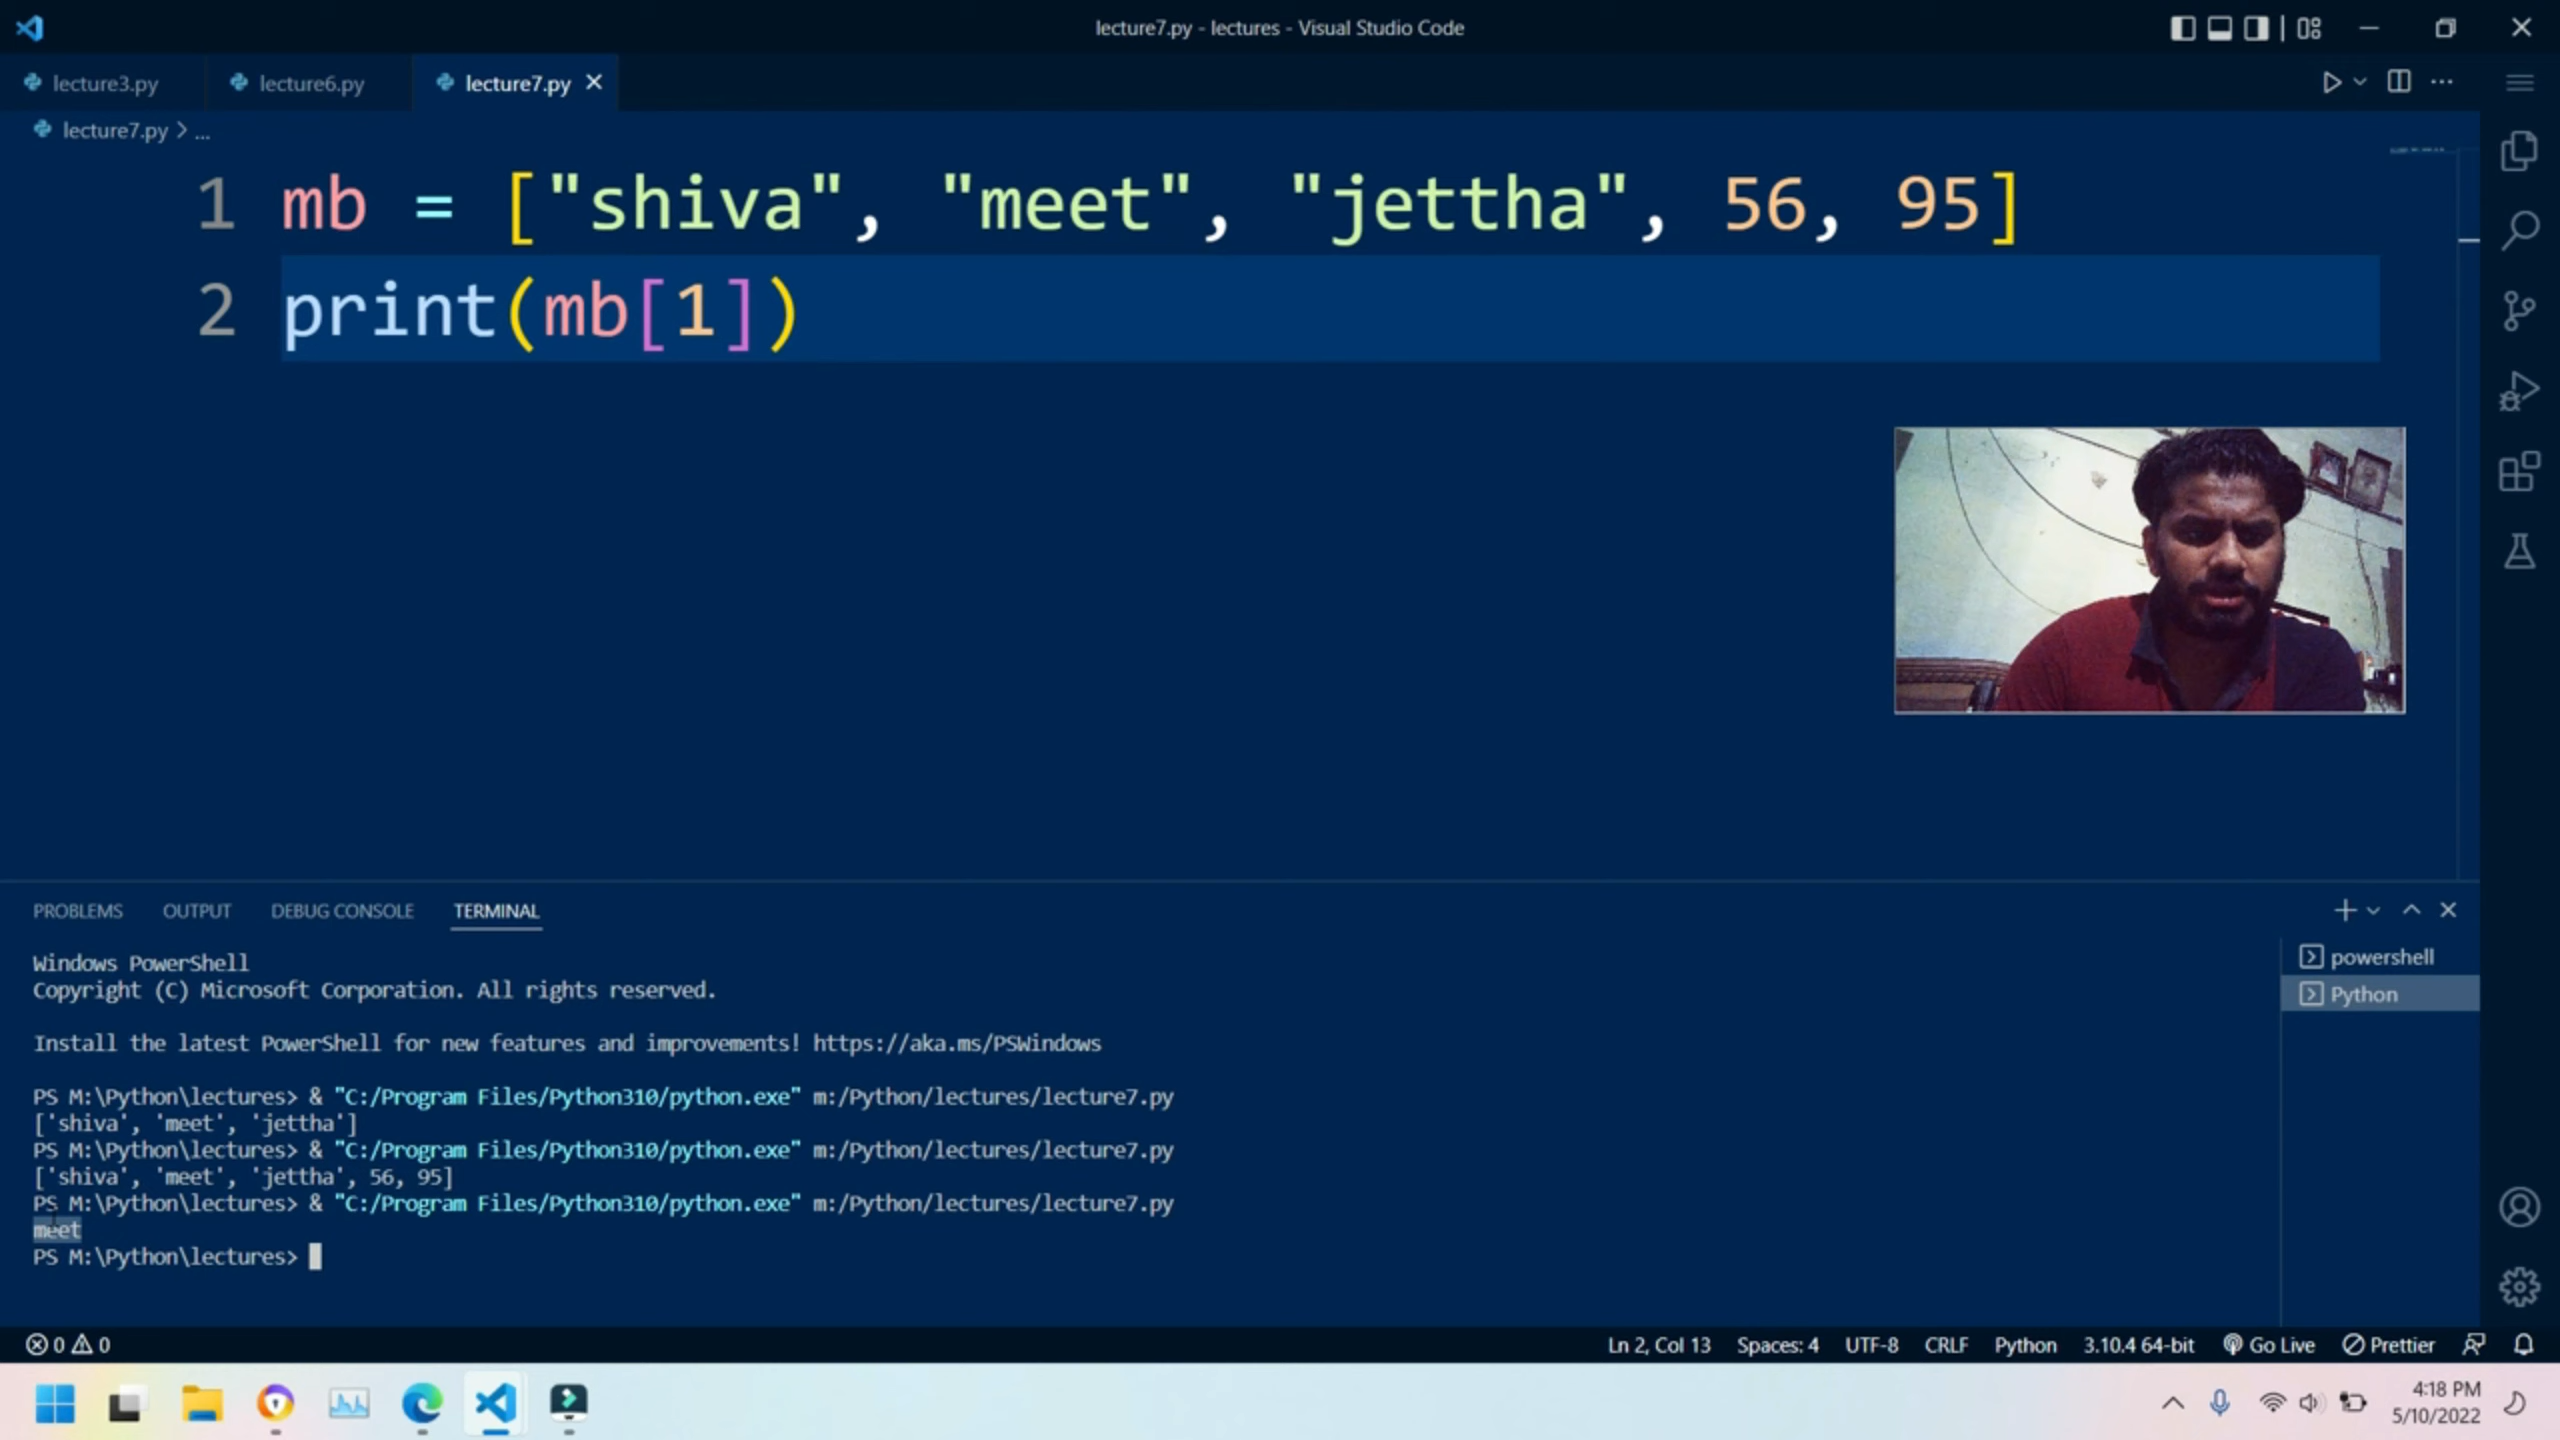 lecture7.py - lectures - Visual Studio Code
lecture3.py lecture6.py lecture7.py
lecture7.py > ...
1 mb = ["shiva", "meet", "jettha", 56, 95]
2 print(mb[1])
PROBLEMS OUTPUT DEBUG CONSOLE TERMINAL
Windows PowerShell
Copyright (C) Microsoft Corporation. All rights reserved.
Install the latest PowerShell for new features and improvements! https://aka.ms/PSWindows
PS M:\Python\lectures> & "C:/Program Files/Python310/python.exe" m:/Python/lectures/lecture7.py
['shiva', 'meet', 'jettha']
PS M:\Python\lectures> & "C:/Program Files/Python310/python.exe" m:/Python/lectures/lecture7.py
['shiva', 'meet', 'jettha', 56, 95]
PS M:\Python\lectures> & "C:/Program Files/Python310/python.exe" m:/Python/lectures/lecture7.py
meet
PS M:\Python\lectures>
powershell
Python
0 0 Ln 2, Col 13 Spaces: 4 UTF-8 CRLF Python 3.10.4 64-bit Go Live Prettier
4:18 PM
5/10/2022